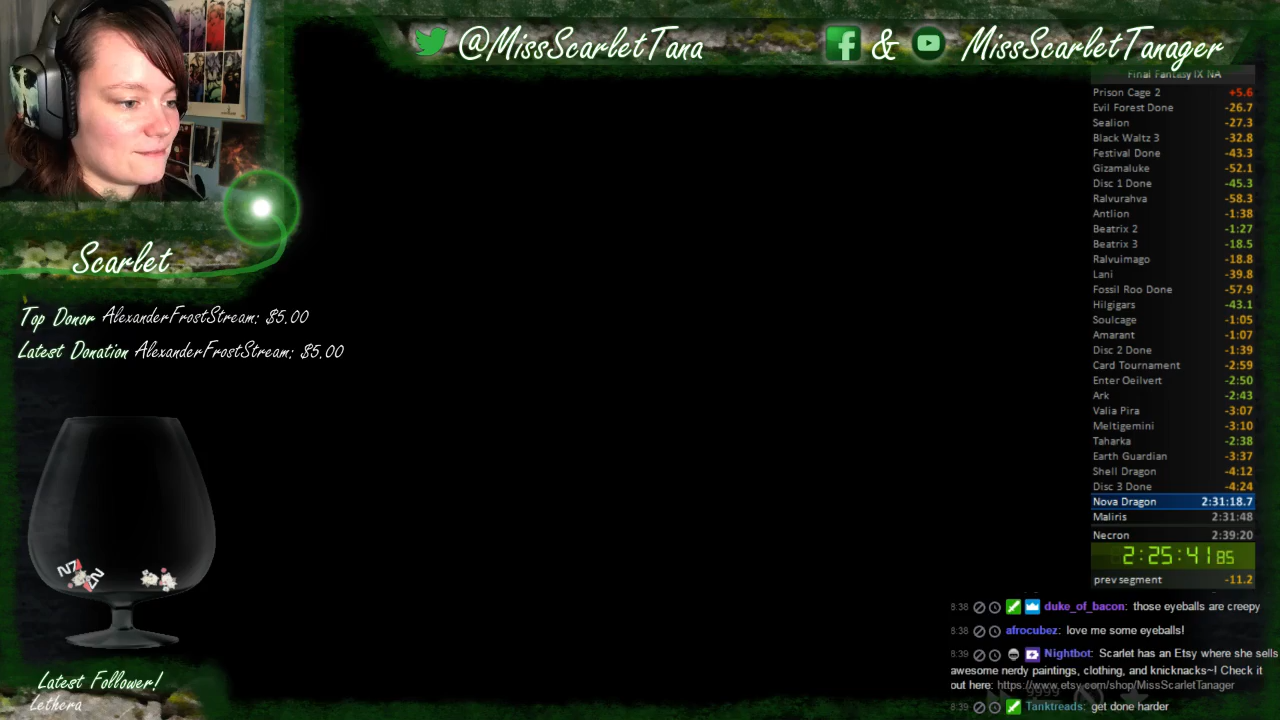 @MissScarletTana
& MissScarletTanager
Scarlet
Top Donor AlexanderFrostStream: $5.00
Latest Donation AlexanderFrostStream: $5.00
N7
N7
Latest Follower!
Lethera
Final Fantasy IX NA
Prison Cage 2 +5.6
Evil Forest Done -26.7
Sealion -27.3
Black Waltz 3 -32.8
Festival Done -43.3
Gizamaluke -52.1
Disc 1 Done -45.3
Ralvurahva -58.3
Antlion -1:38
Beatrix 2 -1:27
Beatrix 3 -18.5
Ralvuimago -18.8
Lani -39.8
Fossil Roo Done -57.9
Hilgigars -43.1
Soulcage -1:05
Amarant -1:07
Disc 2 Done -1:39
Card Tournament -2:59
Enter Oeilvert -2:50
Ark -2:43
Valia Pira -3:07
Meltigemini -3:10
Taharka -2:38
Earth Guardian -3:37
Shell Dragon -4:12
Disc 3 Done -4:24
Nova Dragon 2:31:18.7
Maliris 2:31:48
Necron 2:39:20
2:25:41 85
prev segment -11.2
8:38 duke_of_bacon: those eyeballs are creepy
8:38 afrocubez: love me some eyeballs!
8:39 Nightbot: Scarlet has an Etsy where she sells
awesome nerdy paintings, clothing, and knicknacks~! Check it
out here: https://www.etsy.com/shop/MissScarletTanager
9999
8:39 Tanktreads: get done harder